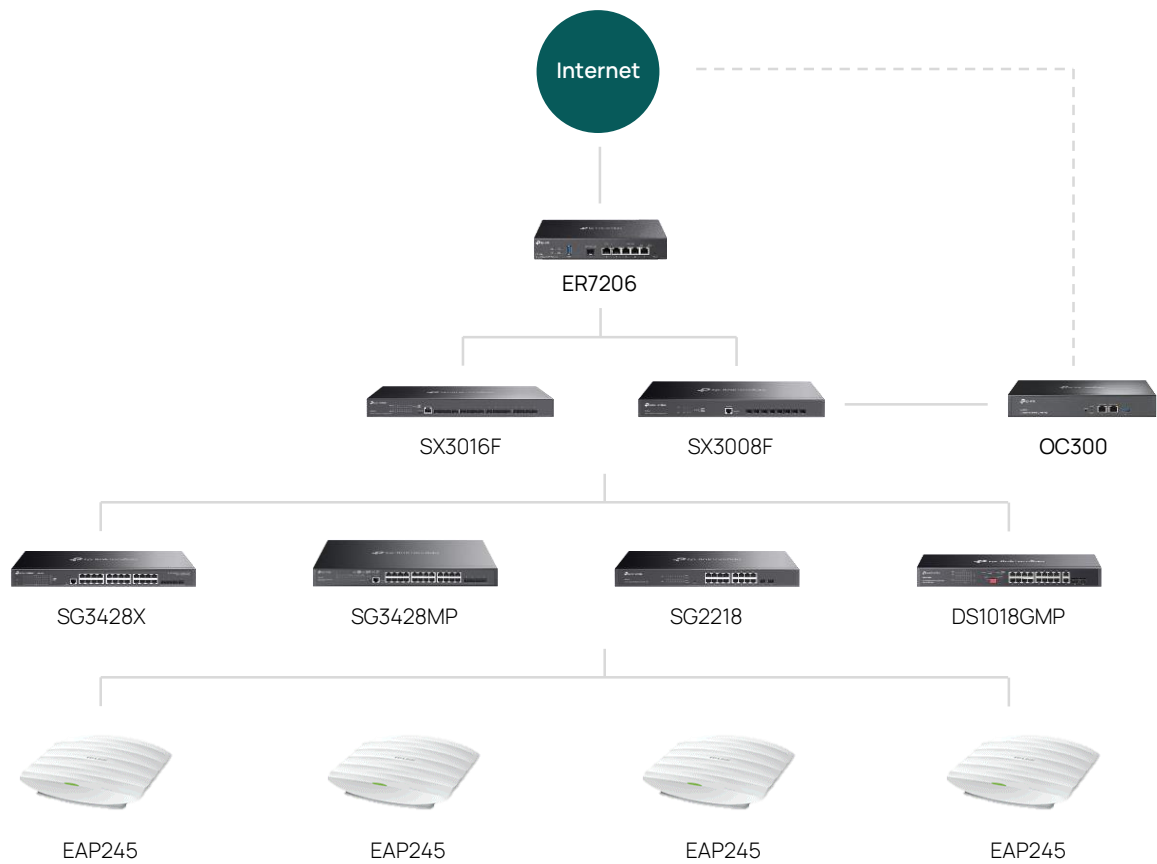 Internet
ER7206
SX3016F
SX3008F
OC300
SG3428X
SG3428MP
SG2218
DS1018GMP
EAP245
EAP245
EAP245
EAP245